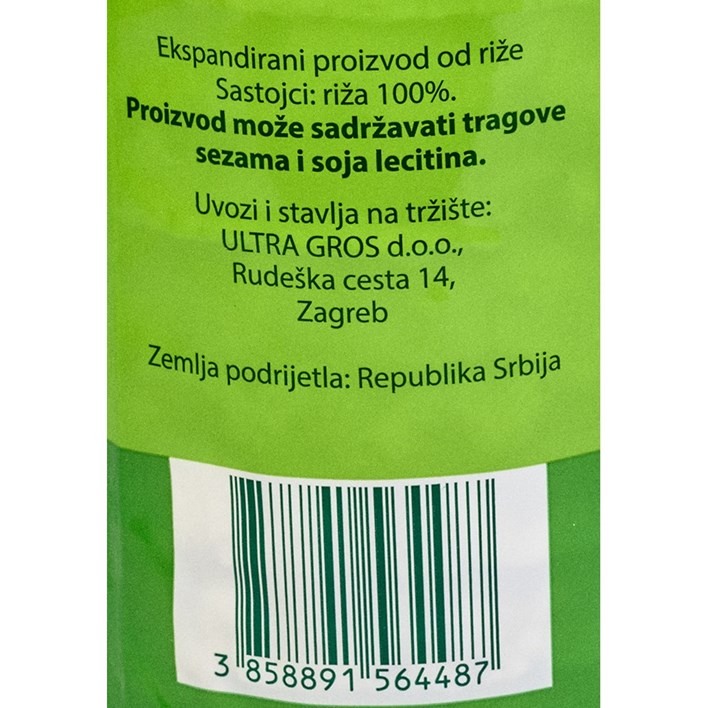 Ekspandirani proizvod od riže
Sastojci: riža 100%.
Proizvod može sadržavati tragove
sezama i soja lecitina.
Uvozi i stavlja na tržište:
ULTRA GROS d.o.o.,
Rudeška cesta 14,
Zagreb
Zemlja podrijetla: Republika Srbija
3 858891 564487